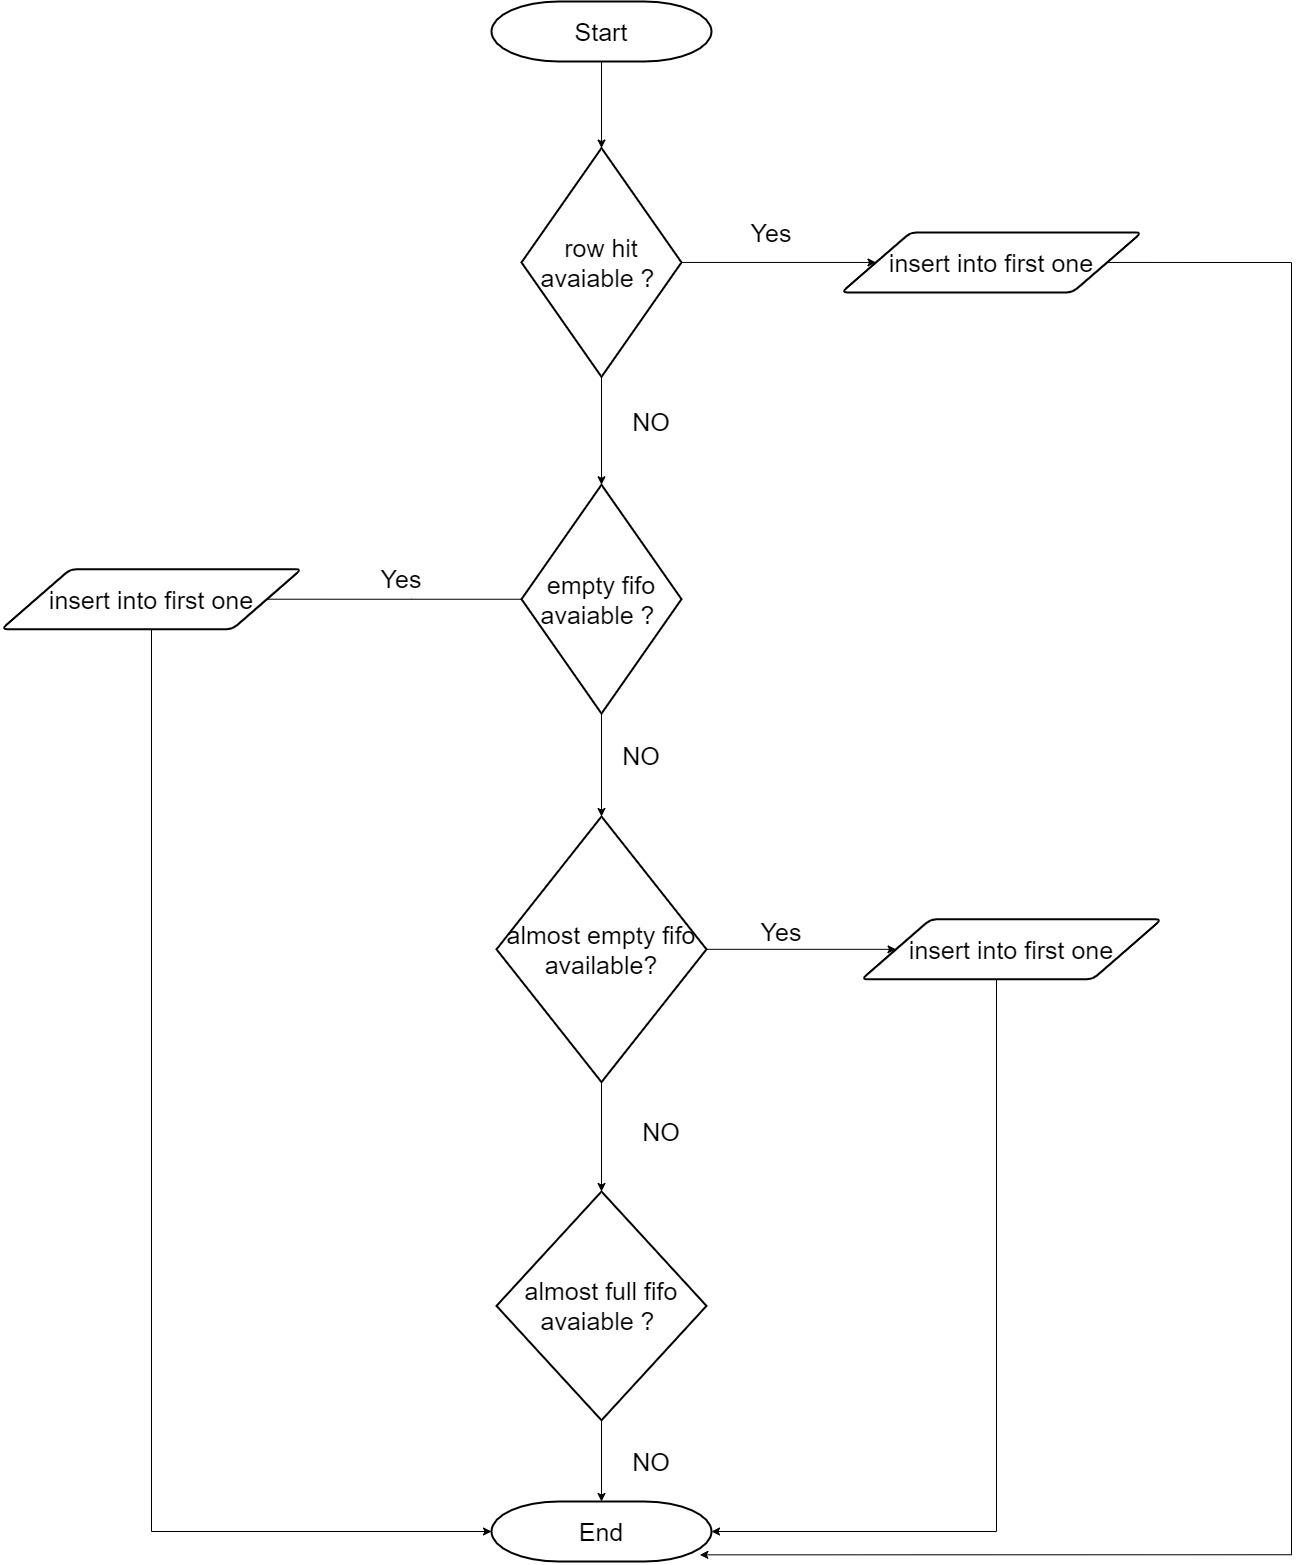 Start
row hit
avaiable ?
Yes
insert into first one
NO
empty fifo
avaiable ?
Yes
insert into first one
NO
almost empty fifo
available?
Yes
insert into first one
NO
almost full fifo
avaiable ?
NO
End